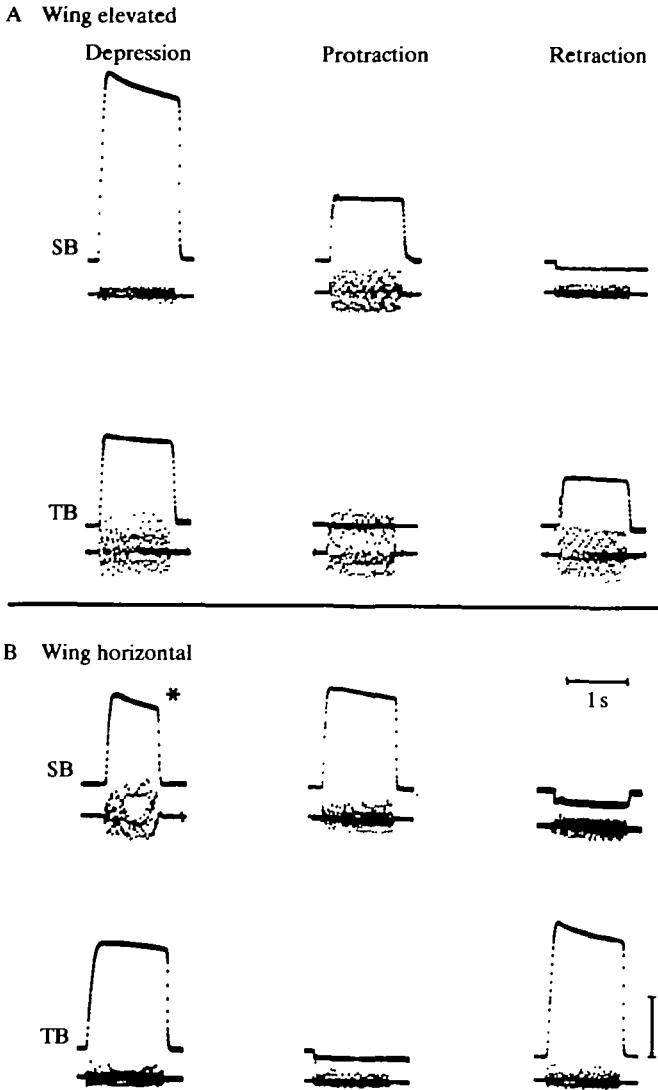 A Wing elevated
Depression Protraction Retraction
SB
TB
B Wing horizontal
*
1 s
SB
TB